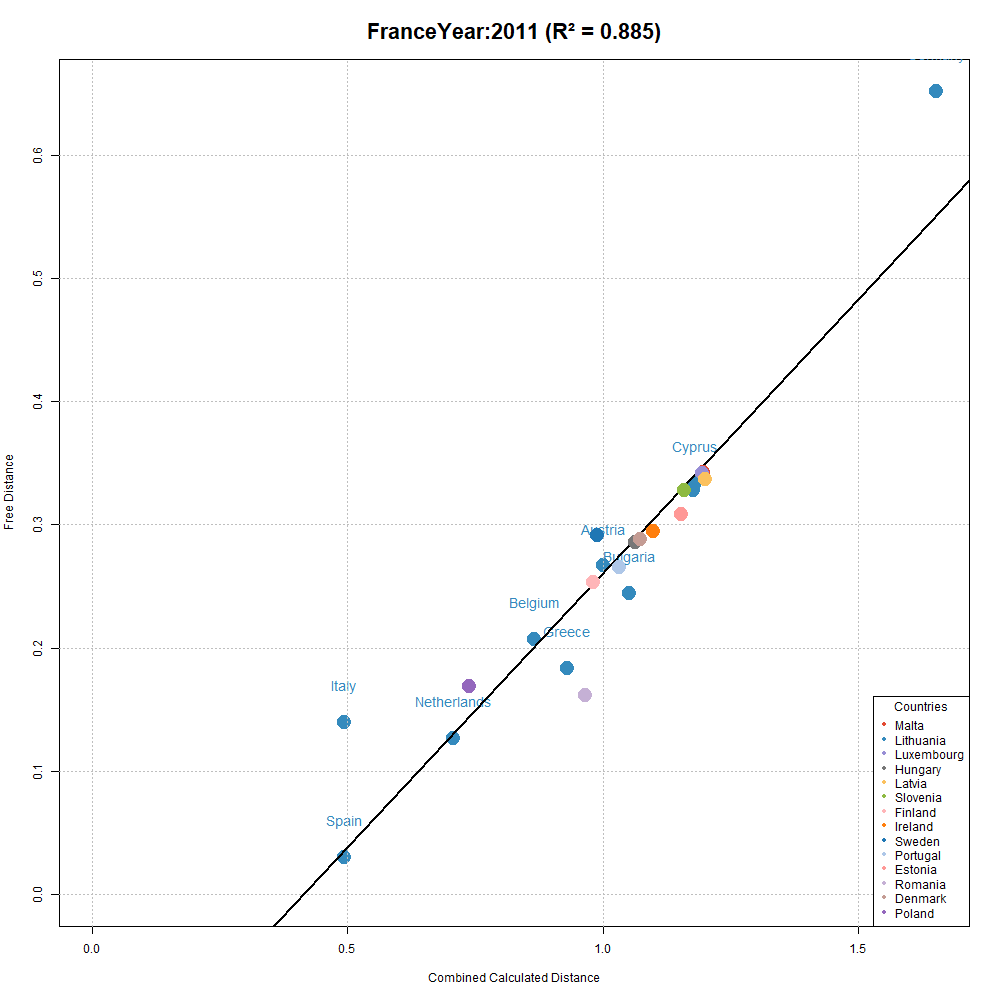 FranceYear:2011 (R² = 0.885)
Cyprus
Austria
Bulgaria
Belgium
Greece
Italy
Netherlands
Spain
Free Distance
0.6
0.5
0.4
0.3
0.2
0.1
0.0
Countries
Malta
Lithuania
Luxembourg
Hungary
Latvia
Slovenia
Finland
Ireland
Sweden
Portugal
Estonia
Romania
Denmark
Poland
0.0 0.5 1.0 1.5
Combined Calculated Distance